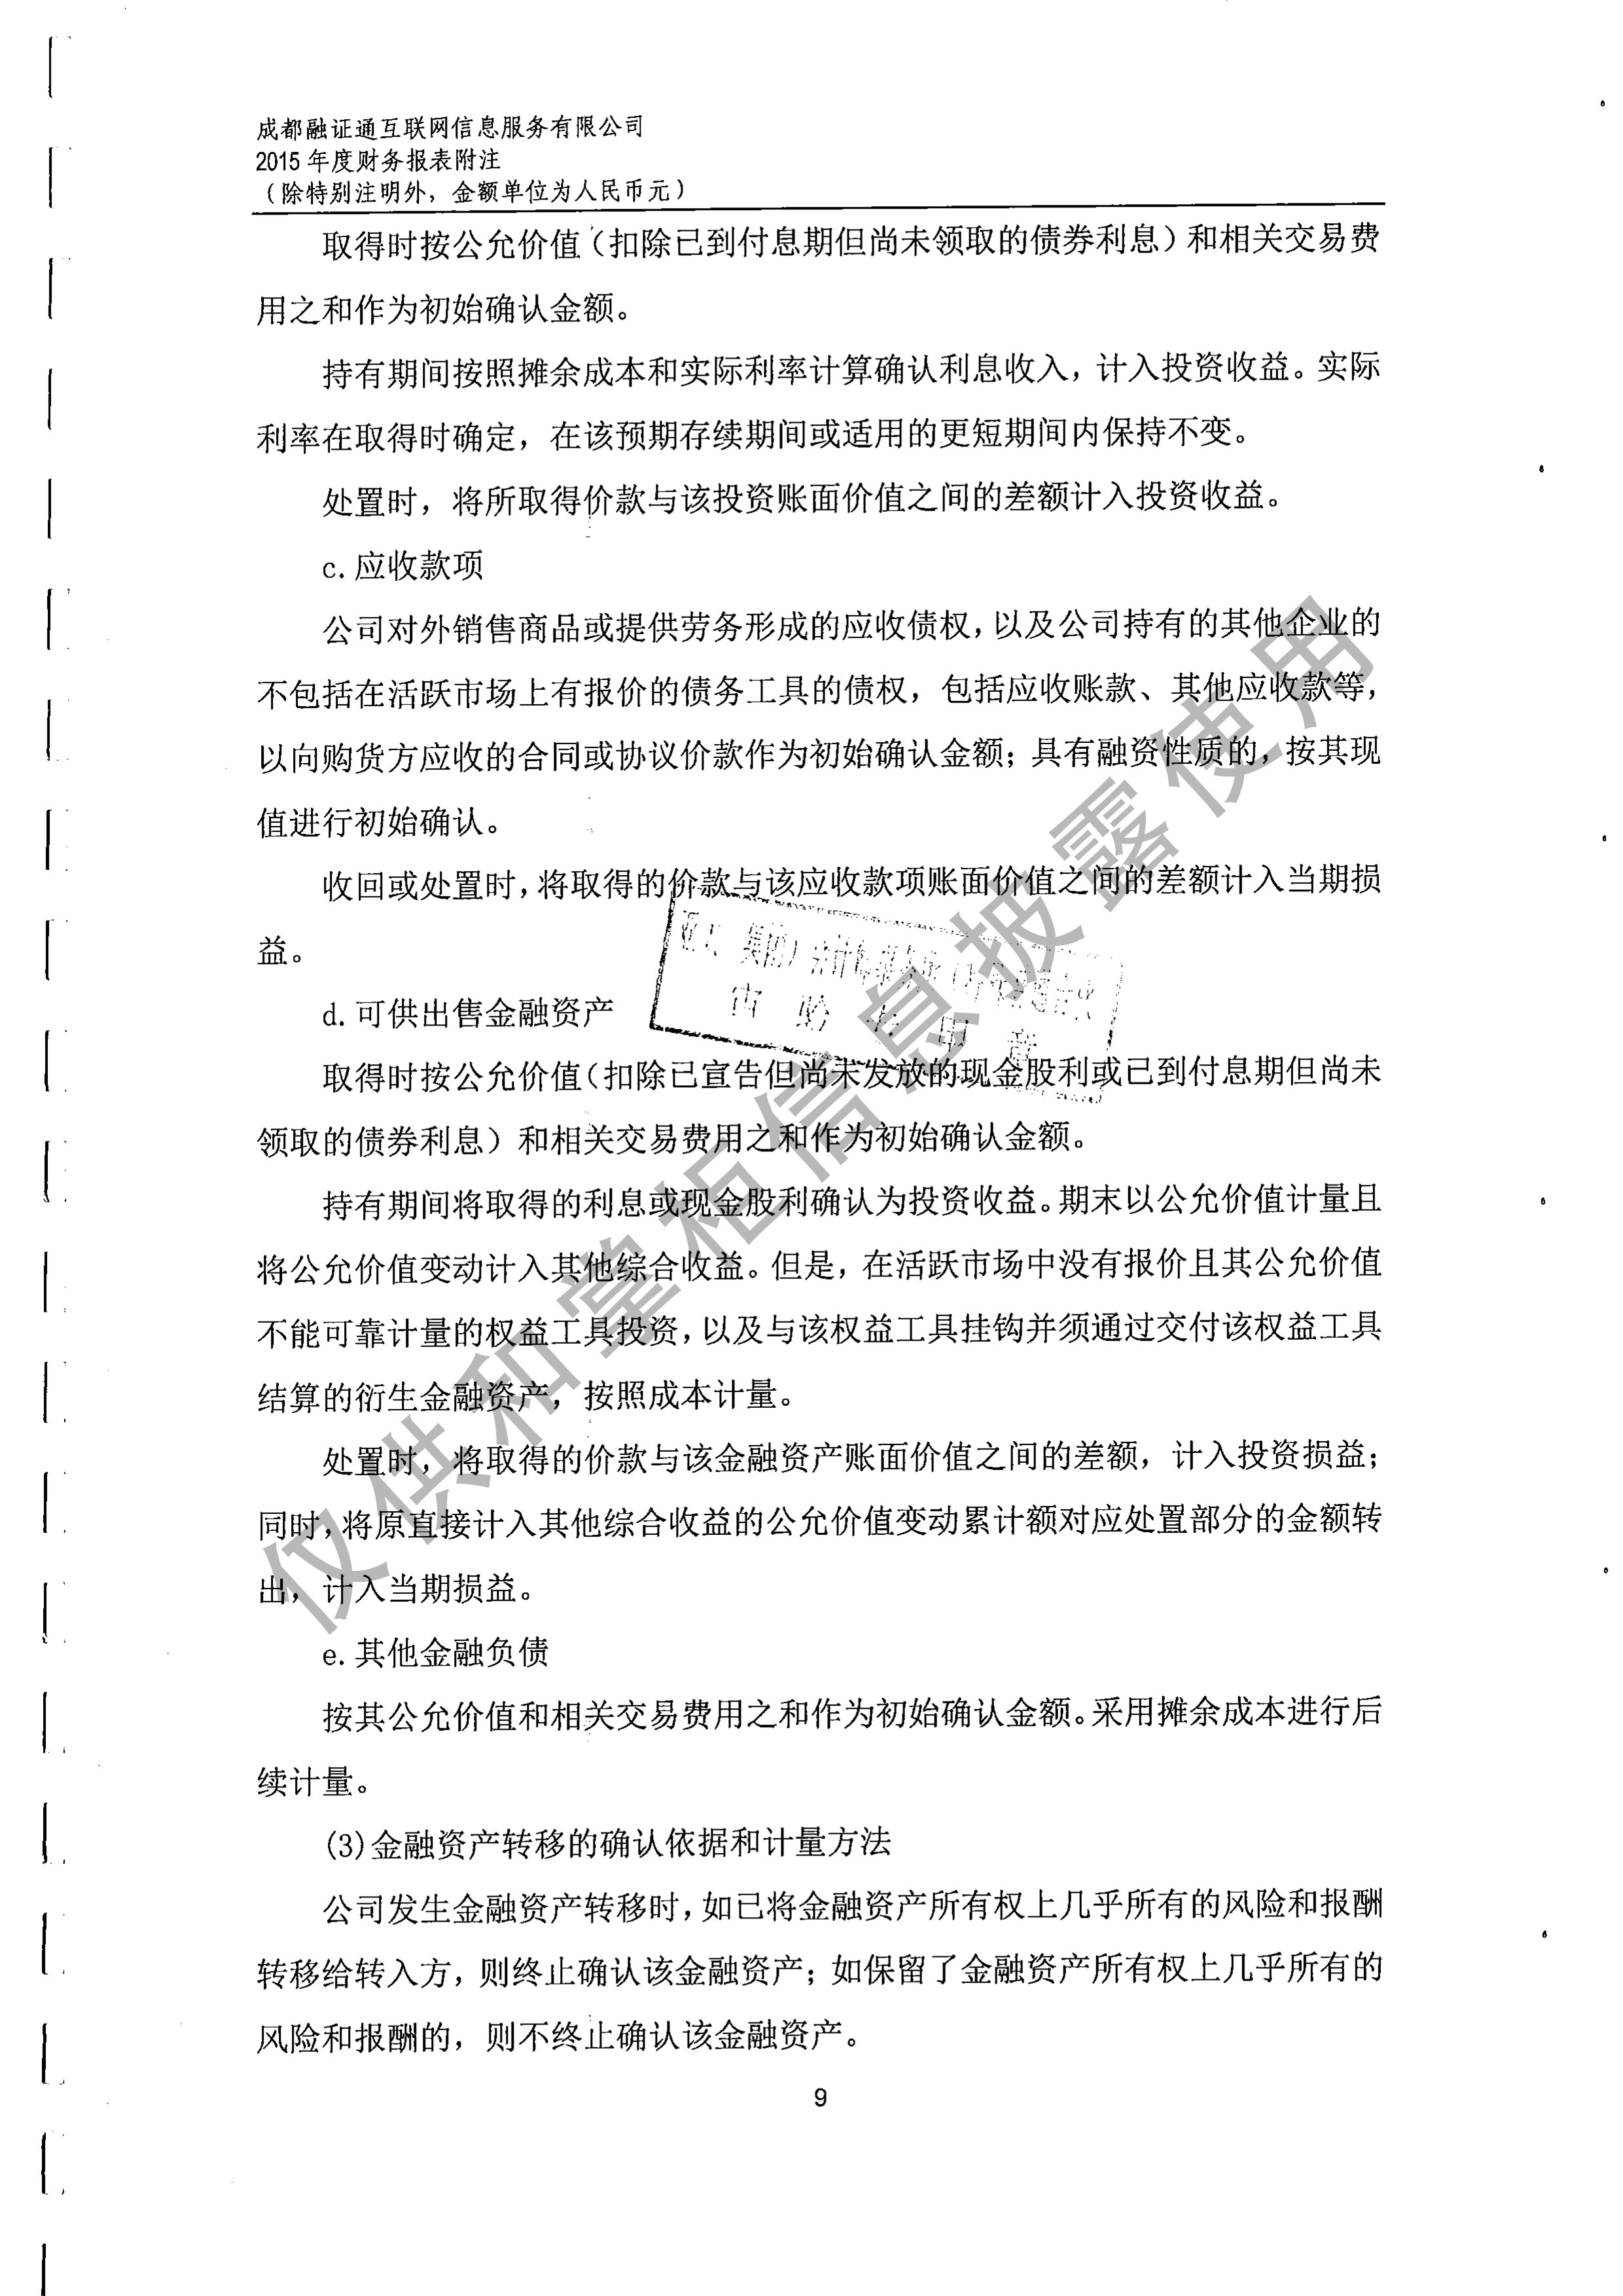 成都融证通互联网信息服务有限公司
2015 年度财务报表附注
（除特别注明外，金额单位为人民币元）
取得时按公允价值（扣除已到付息期但尚未领取的债券利息）和相关交易费
用之和作为初始确认金额。
持有期间按照摊余成本和实际利率计算确认利息收入，计入投资收益。实际
利率在取得时确定，在该预期存续期间或适用的更短期间内保持不变。
处置时，将所取得价款与该投资账面价值之间的差额计入投资收益。
c.应收款项
公司对外销售商品或提供劳务形成的应收债权，以及公司持有的其他企业的
不包括在活跃市场上有报价的债务工具的债权，包括应收账款、其他应收款等，
以向购货方应收的合同或协议价款作为初始确认金额；具有融资性质的，按其现
值进行初始确认。
收回或处置时，将取得的价款与该应收款项账面价值之间的差额计入当期损
益。
d.可供出售金融资产
取得时按公允价值（扣除已宣告但尚未发放的现金股利或已到付息期但尚未
领取的债券利息）和相关交易费用之和作为初始确认金额。
持有期间将取得的利息或现金股利确认为投资收益。期末以公允价值计量且
将公允价值变动计入其他综合收益。但是，在活跃市场中没有报价且其公允价值
不能可靠计量的权益工具投资，以及与该权益工具挂钩并须通过交付该权益工具
结算的衍生金融资产，按照成本计量。
处置时，将取得的价款与该金融资产账面价值之间的差额，计入投资损益；
同时，将原直接计入其他综合收益的公允价值变动累计额对应处置部分的金额转
出，计入当期损益。
e.其他金融负债
按其公允价值和相关交易费用之和作为初始确认金额。采用摊余成本进行后
续计量。
(3)金融资产转移的确认依据和计量方法
公司发生金融资产转移时，如已将金融资产所有权上几乎所有的风险和报酬
转移给转入方，则终止确认该金融资产；如保留了金融资产所有权上几乎所有的
风险和报酬的，则不终止确认该金融资产。
9
仅供和掌柜信息披露使用